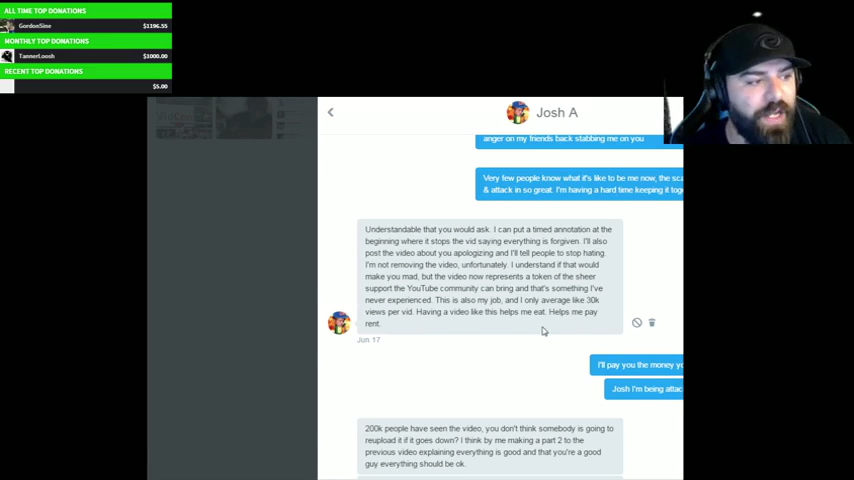 ALL TIME TOP DONATIONS
GordonSine $1196.55
MONTHLY TOP DONATIONS
TannerLoosh $1000.00
RECENT TOP DONATIONS
$5.00
Josh A
anger on my friends back stabbing me on you
Very few people know what it's like to be me now, the
& attack in so great. I'm having a hard time keeping it
Understandable that you would ask. I can put a timed annotation at the
beginning where it stops the vid saying everything is forgiven. I'll also
post the video about you apologizing and I'll tell people to stop hating.
I'm not removing the video, unfortunately. I understand if that would
make you mad, but the video now represents a token of the sheer
support the YouTube community can bring and that's something I've
never experienced. This is also my job, and I only average like 30k
views per vid. Having a video like this helps me eat. Helps me pay
rent.
Jun 17
I'll pay you the money
Josh I'm being
200k people have seen the video, you don't think somebody is going to
reupload it if it goes down? I think by me making a part 2 to the
previous video explaining everything is good and that you're a good
guy everything should be ok.